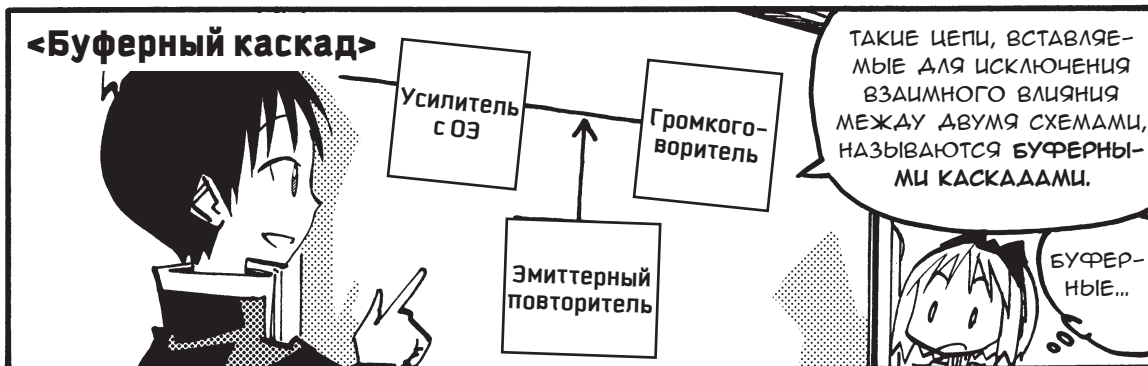 <Буферный каскад>
Усилитель
с ОЭ
Громкого-
воритель
Эмиттерный
повторитель
ТАКИЕ ЦЕПИ, ВСТАВЛЯЕ-
МЫЕ ДЛЯ ИСКЛЮЧЕНИЯ
ВЗАИМНОГО ВЛИЯНИЯ
МЕЖДУ ДВУМЯ СХЕМАМИ,
НАЗЫВАЮТСЯ БУФЕРНЫ-
МИ КАСКАДАМИ.
БУФЕР-
НЫЕ...